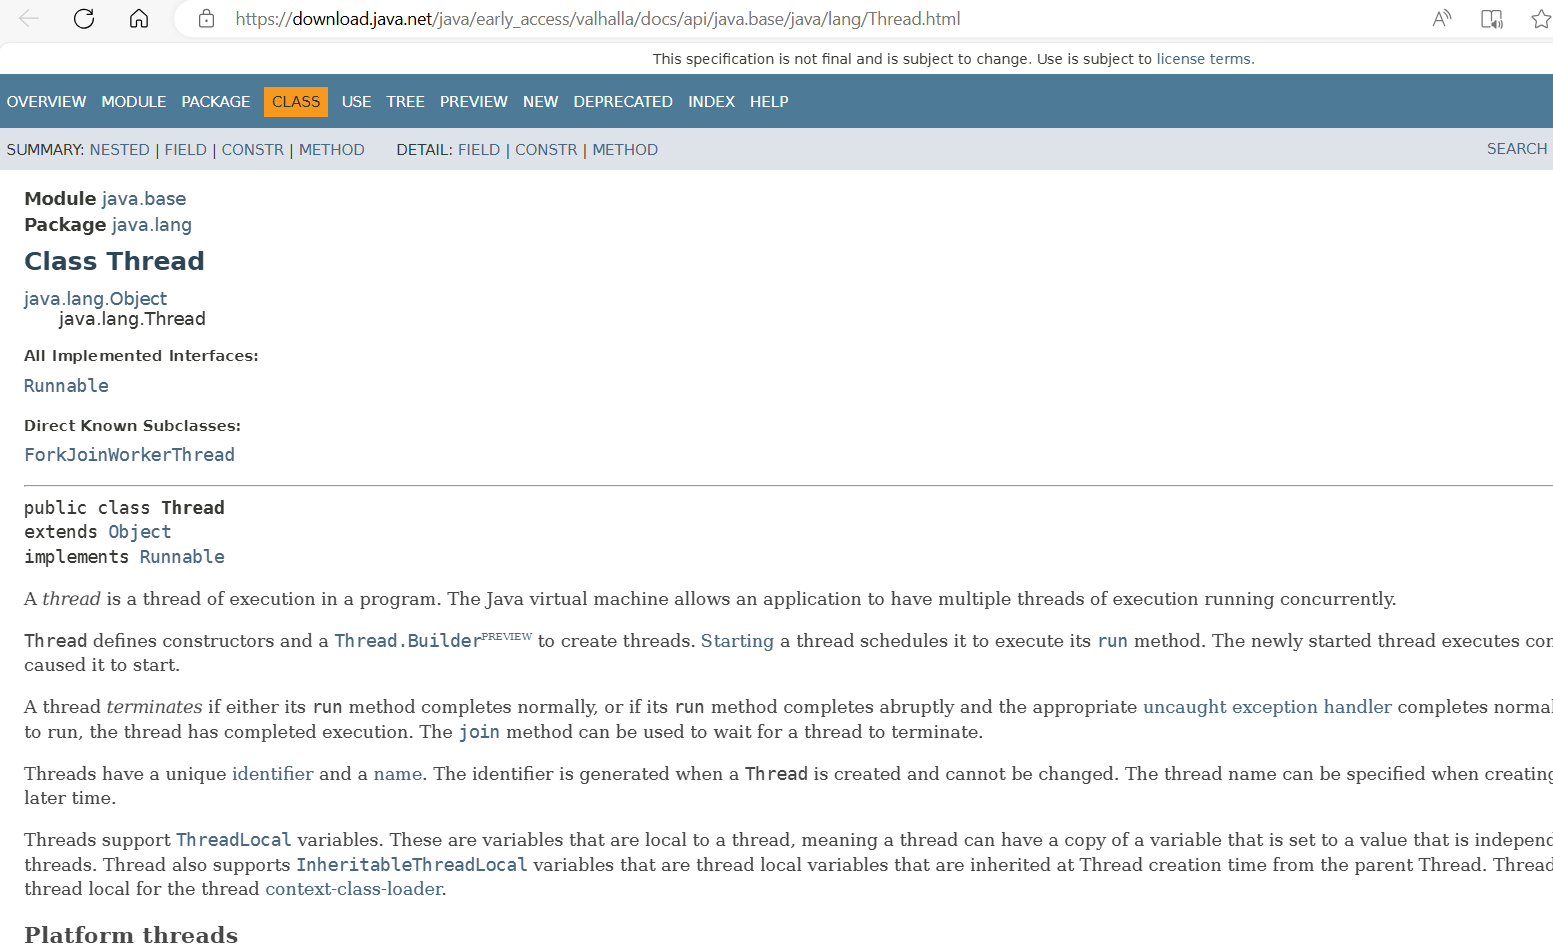 https://download.java.net/java/early_access/valhalla/docs/api/java.base/java/lang/Thread.html
This specification is not final and is subject to change. Use is subject to license terms.
OVERVIEW MODULE PACKAGE CLASS USE TREE PREVIEW NEW DEPRECATED INDEX HELP
SUMMARY: NESTED | FIELD | CONSTR | METHOD DETAIL: FIELD | CONSTR | METHOD SEARCH
Module java.base
Package java.lang
Class Thread
java.lang.Object
java.lang.Thread
All Implemented Interfaces:
Runnable
Direct Known Subclasses:
ForkJoinWorkerThread
public class Thread
extends Object
implements Runnable
A thread is a thread of execution in a program. The Java virtual machine allows an application to have multiple threads of execution running concurrently.
Thread defines constructors and a Thread.BuilderPREVIEW to create threads. Starting a thread schedules it to execute its run method. The newly started thread executes con
caused it to start.
A thread terminates if either its run method completes normally, or if its run method completes abruptly and the appropriate uncaught exception handler completes normal
to run, the thread has completed execution. The join method can be used to wait for a thread to terminate.
Threads have a unique identifier and a name. The identifier is generated when a Thread is created and cannot be changed. The thread name can be specified when creating
later time.
Threads support ThreadLocal variables. These are variables that are local to a thread, meaning a thread can have a copy of a variable that is set to a value that is independ
threads. Thread also supports InheritableThreadLocal variables that are thread local variables that are inherited at Thread creation time from the parent Thread. Thread
thread local for the thread context-class-loader.
Platform threads